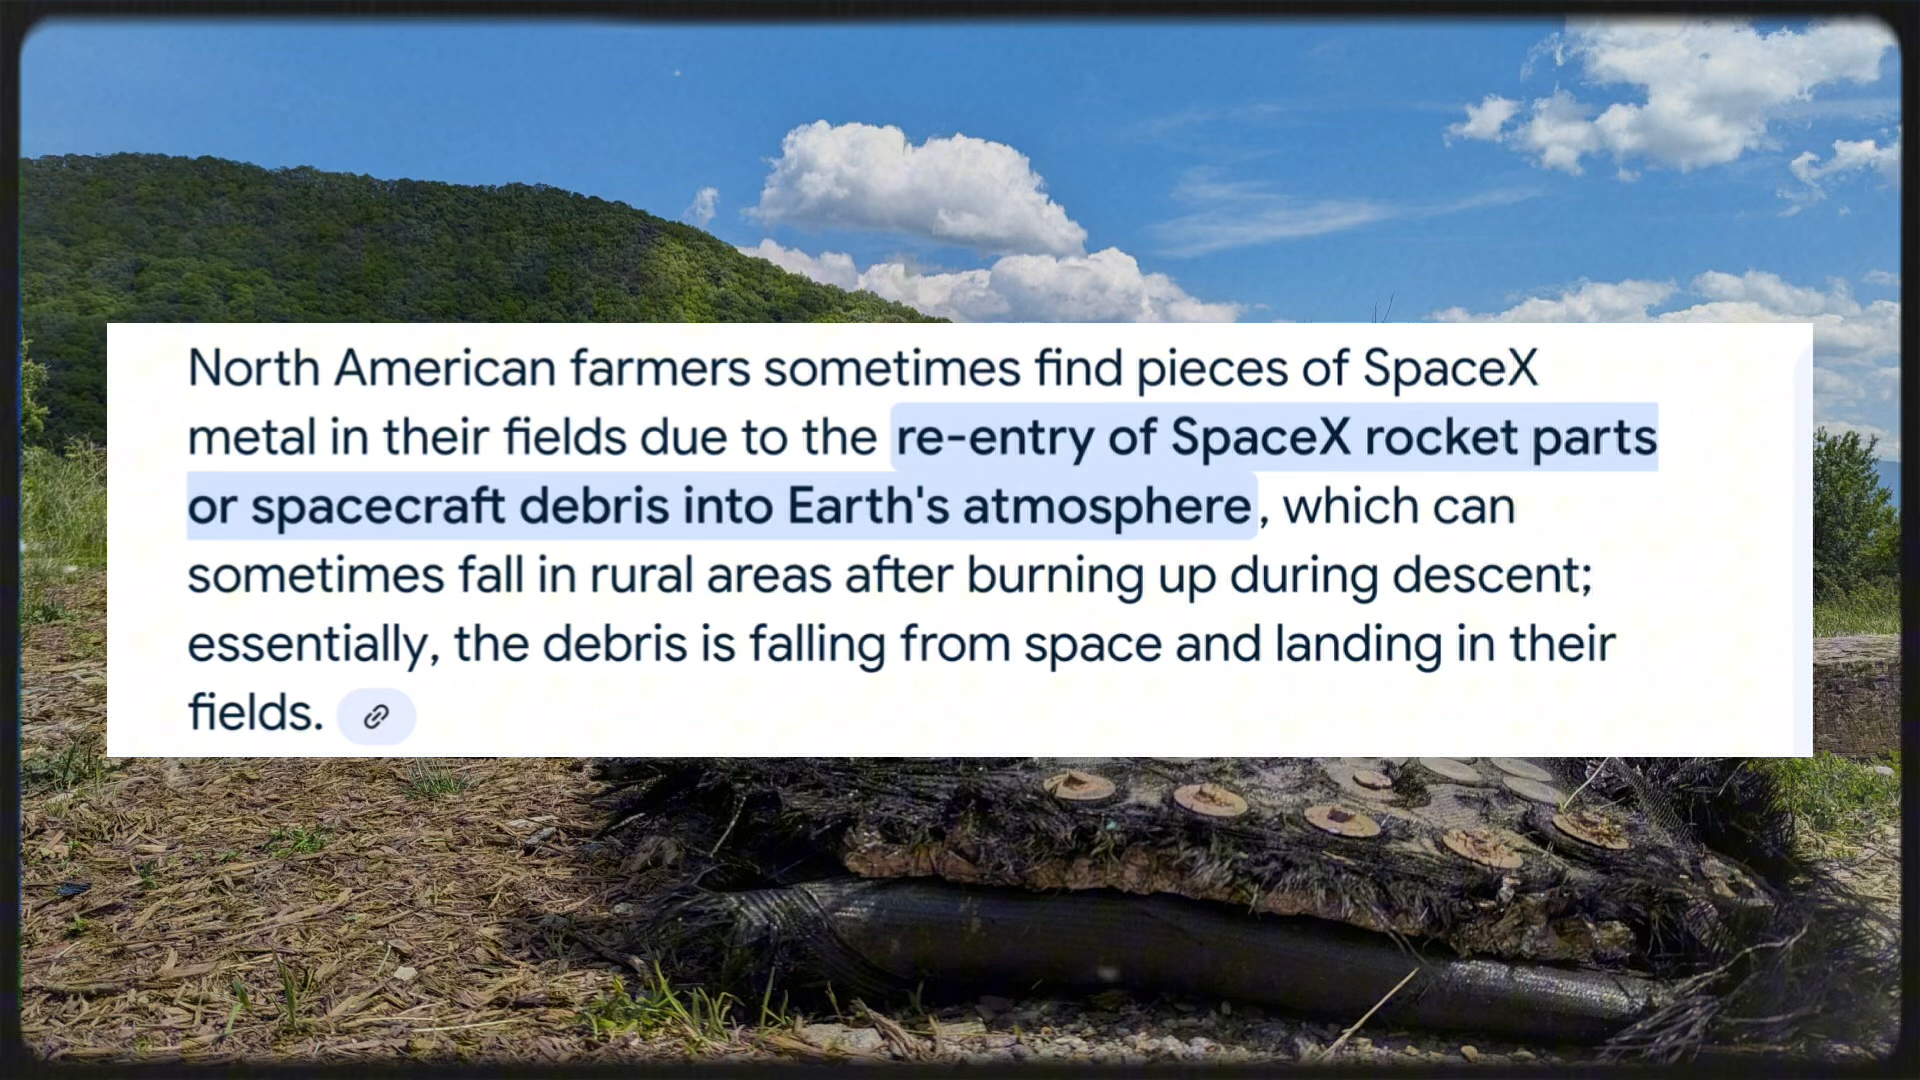 North American farmers sometimes find pieces of SpaceX
metal in their fields due to the re-entry of SpaceX rocket parts
or spacecraft debris into Earth's atmosphere, which can
sometimes fall in rural areas after burning up during descent;
essentially, the debris is falling from space and landing in their
fields.